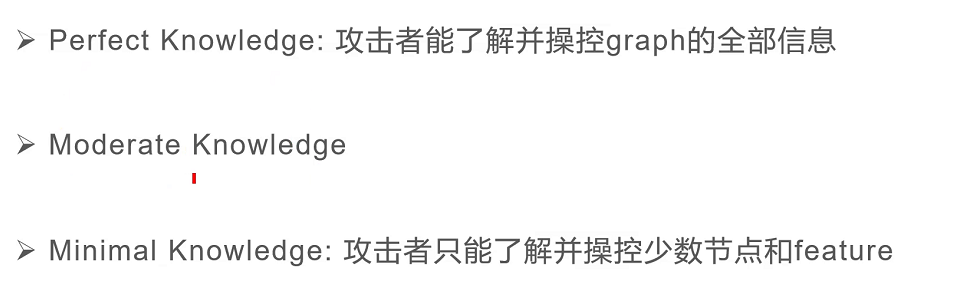 ➢ Perfect Knowledge: 攻击者能了解并操控graph的全部信息
➢ Moderate Knowledge
➢ Minimal Knowledge: 攻击者只能了解并操控少数节点和feature